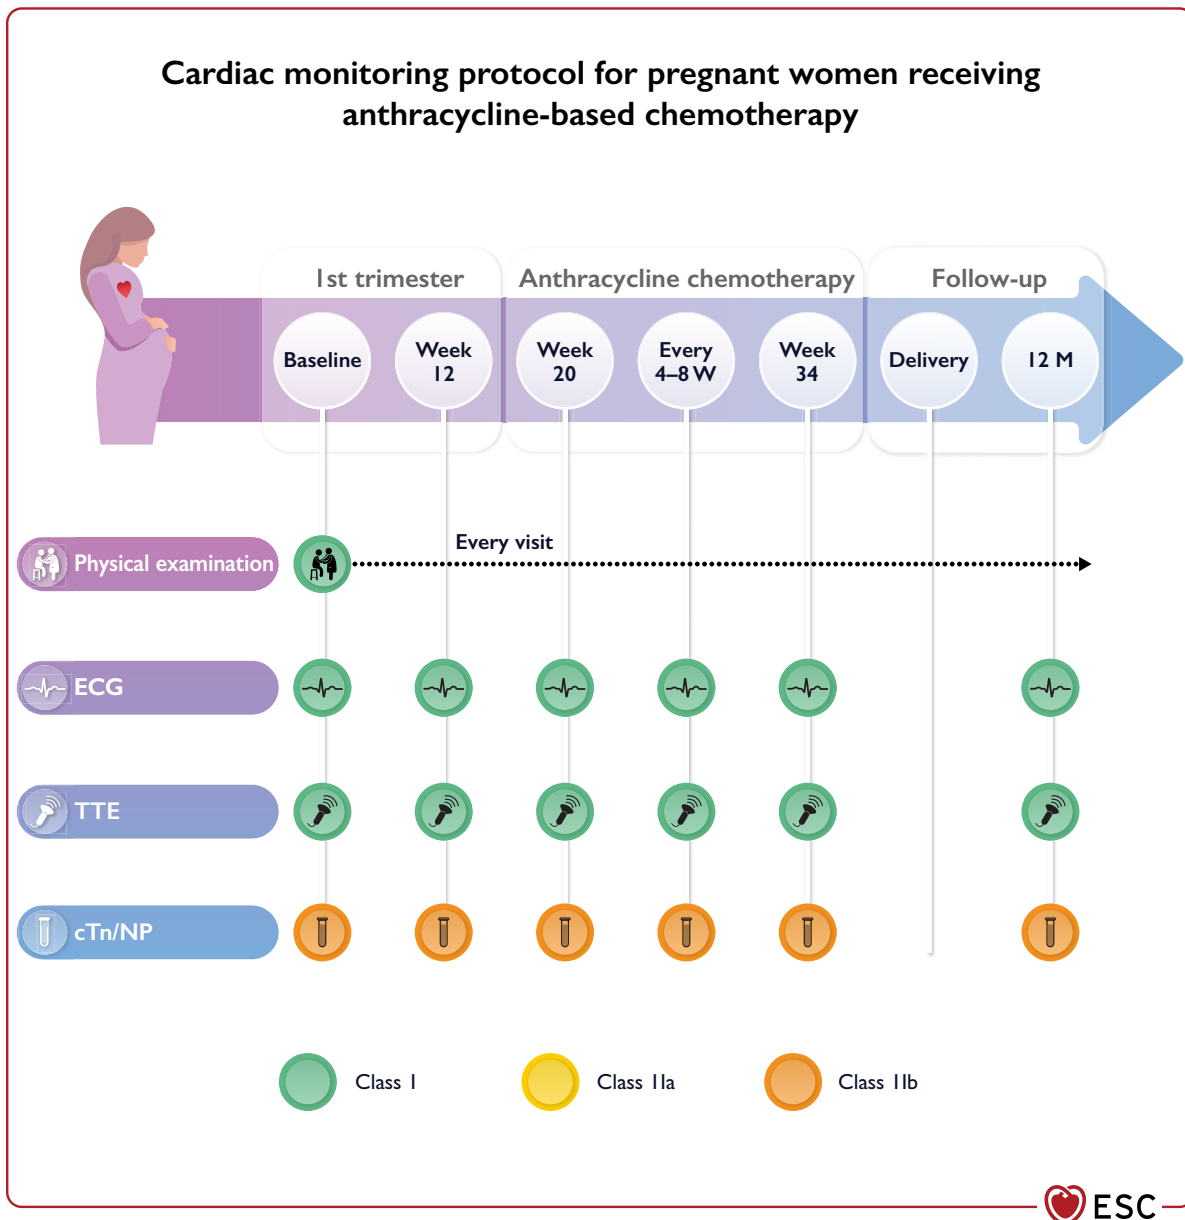 Cardiac monitoring protocol for pregnant women receiving
anthracycline-based chemotherapy
1st trimester
Anthracycline chemotherapy
Follow-up
Baseline
Week
12
Week
20
Every
4–8 W
Week
34
Delivery
12 M
Physical examination
Every visit
ECG
TTE
cTn/NP
Class I
Class IIa
Class IIb
ESC